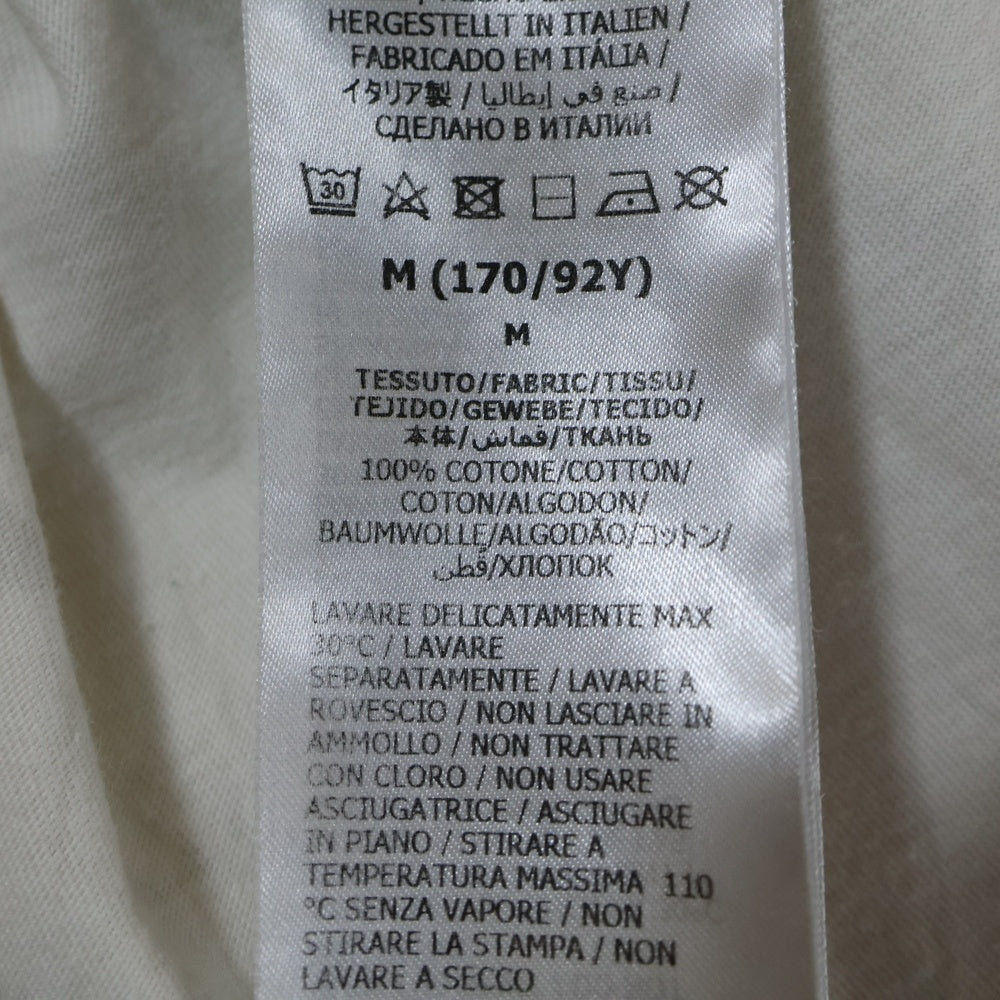 HERGESTELLT IN ITALIEN /
FABRICADO EM ITÁLIA /
イタリア製 / صنع في إيطاليا /
СДЕЛАНО В ИТАЛИИ
30
M (170/92Y)
M
TESSUTO/FABRIC/TISSU/
TEJIDO/GEWEBE/TECIDO/
本体/قماش/ТКАНЬ
100% COTONE/COTTON/
COTON/ALGODON/
BAUMWOLLE/ALGODÃO/コットン/
قطن/ХЛОПОК
LAVARE DELICATAMENTE MAX
30°C / LAVARE
SEPARATAMENTE / LAVARE A
ROVESCIO / NON LASCIARE IN
AMMOLLO / NON TRATTARE
CON CLORO / NON USARE
ASCIUGATRICE / ASCIUGARE
IN PIANO / STIRARE A
TEMPERATURA MASSIMA 110
°C SENZA VAPORE / NON
STIRARE LA STAMPA / NON
LAVARE A SECCO